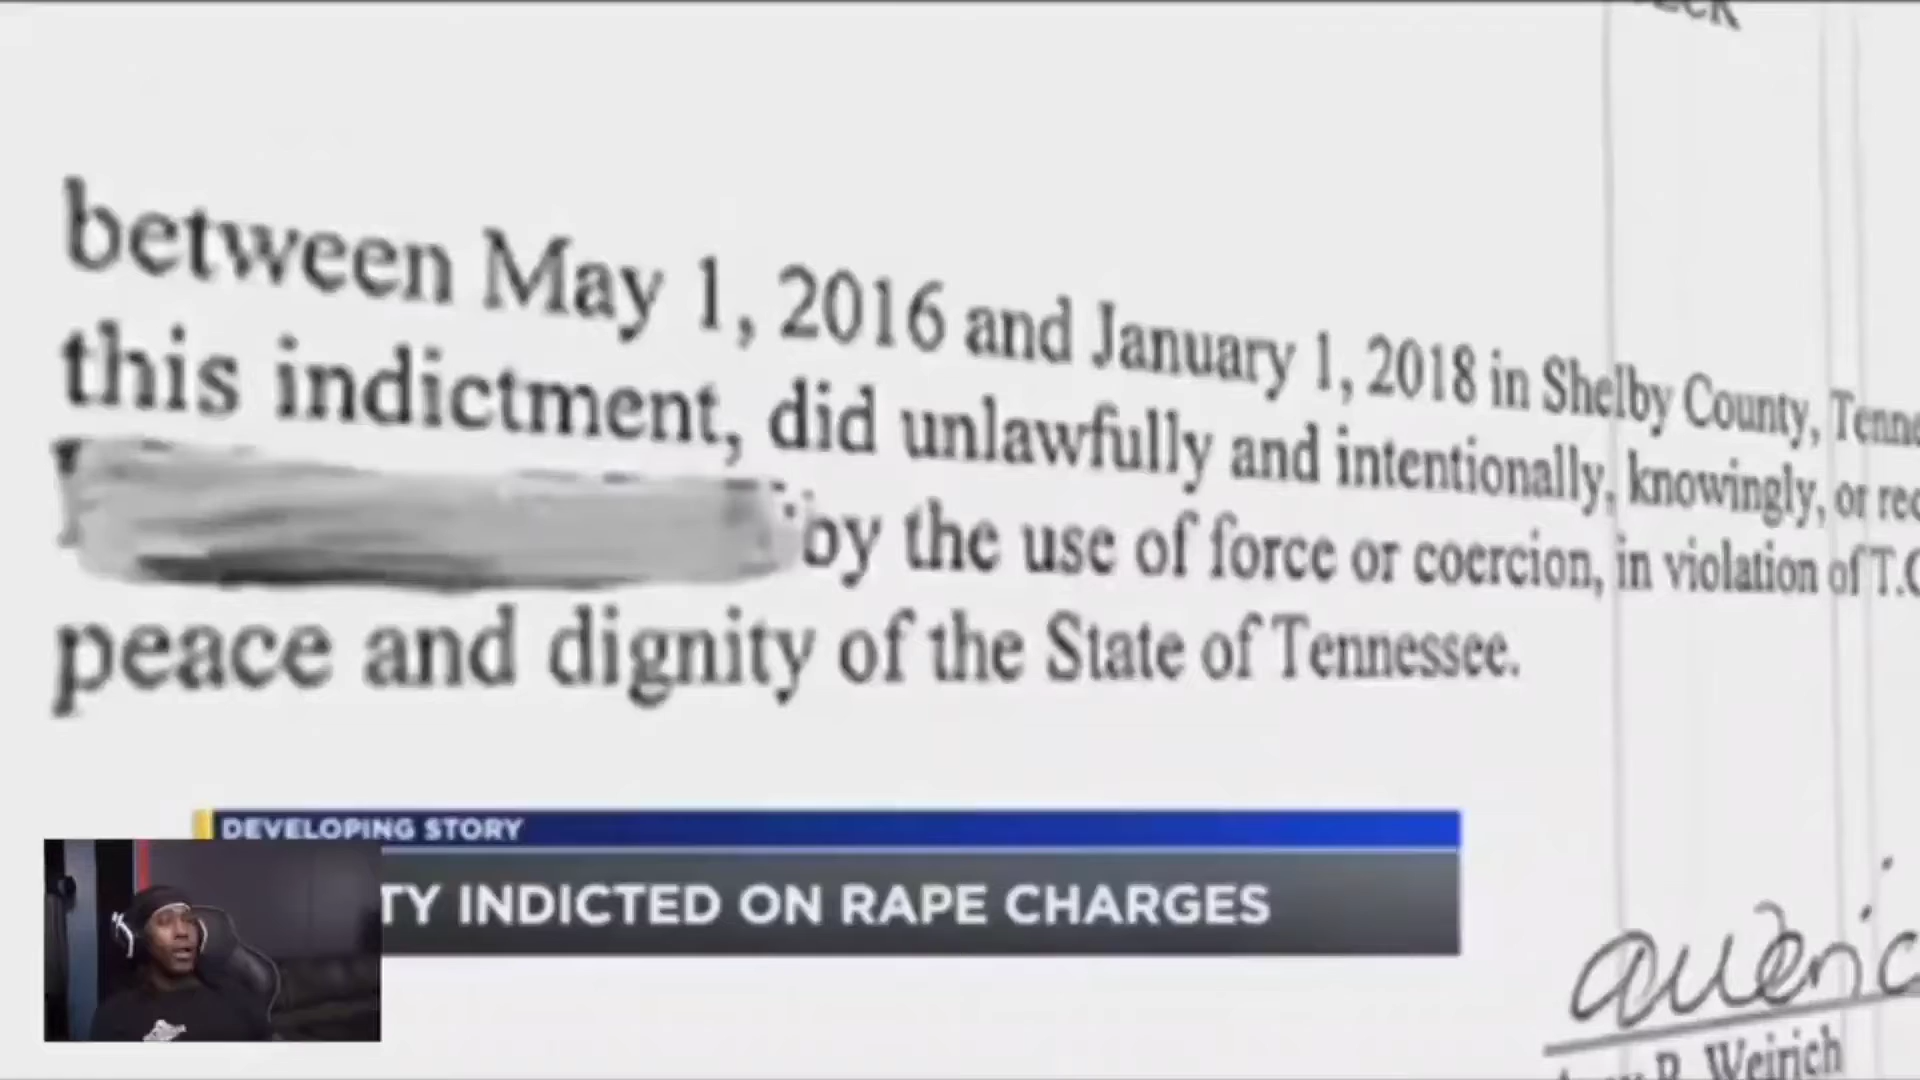 between May 1, 2016 and January 1, 2018 in Shelby County,
this indictment, did unlawfully and intentionally, knowingly, or
by the use of force or coercion, in violation of
peace and dignity of the State of Tennessee.
DEVELOPING STORY
TY INDICTED ON RAPE CHARGES
Weirich